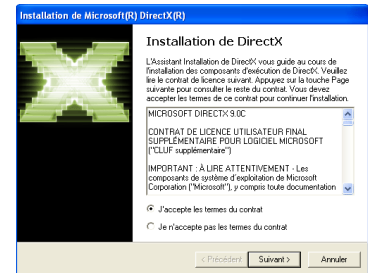 Installation de Microsoft(R) DirectX(R)
Installation de DirectX
L'Assistant Installation de DirectX vous guide au cours de
l'installation des composants d'exécution de DirectX. Veuillez
lire le contrat de licence suivant. Appuyez sur la touche Page
suivante pour consulter le reste du contrat. Vous devez
accepter les termes de ce contrat pour continuer l'installation.
MICROSOFT DIRECTX 9.0C
CONTRAT DE LICENCE UTILISATEUR FINAL
SUPPLÉMENTAIRE POUR LOGICIEL MICROSOFT
("CLUF supplémentaire")
IMPORTANT : À LIRE ATTENTIVEMENT - Les
composants de système d'exploitation de Microsoft
Corporation ("Microsoft"), y compris toute documentation
J'accepte les termes du contrat
Je n'accepte pas les termes du contrat
< Précédent
Suivant >
Annuler